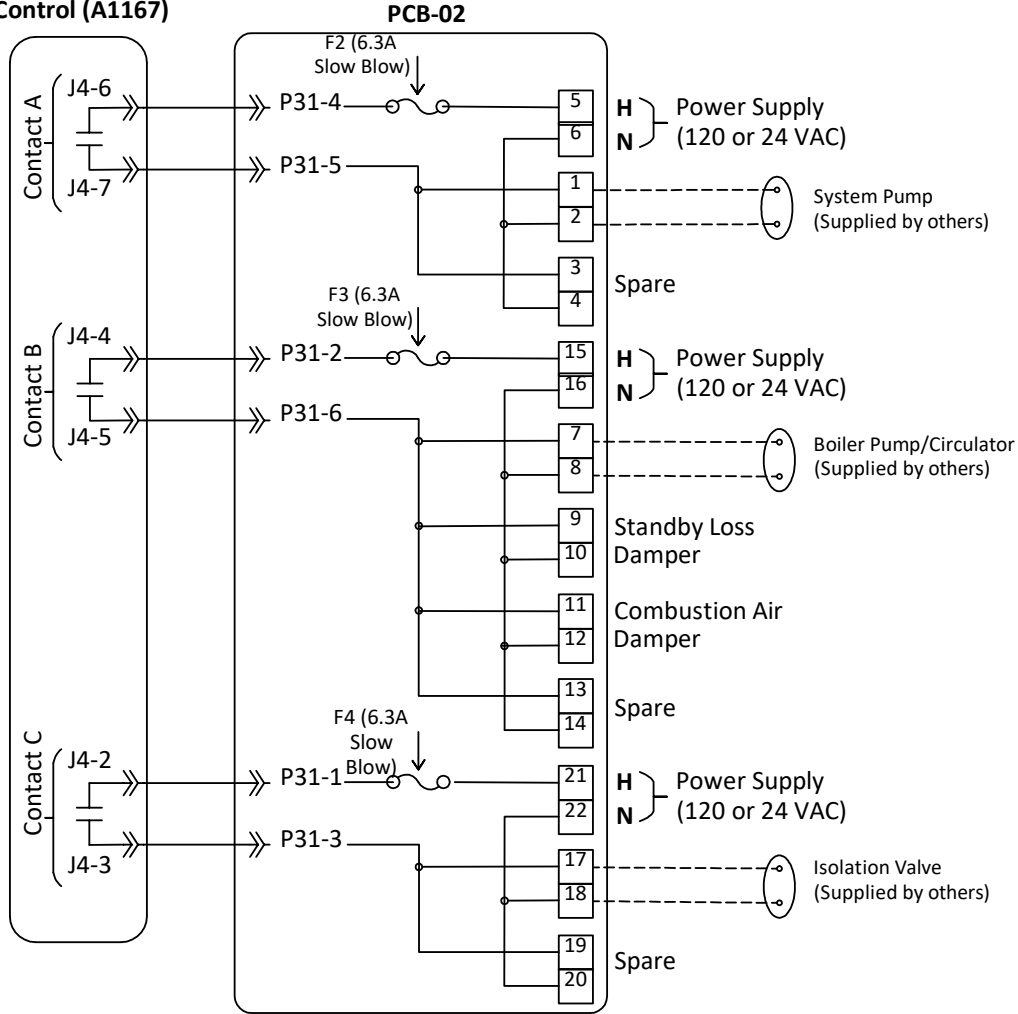 Control (A1167)
PCB-02
F2 (6.3A
Slow Blow)
Contact A
J4-6
J4-7
P31-4
P31-5
5
6
H
N
Power Supply
(120 or 24 VAC)
1
2
System Pump
(Supplied by others)
3
4
Spare
F3 (6.3A
Slow Blow)
Contact B
J4-4
J4-5
P31-2
P31-6
15
16
H
N
Power Supply
(120 or 24 VAC)
7
8
Boiler Pump/Circulator
(Supplied by others)
9
10
Standby Loss
Damper
11
12
Combustion Air
Damper
13
14
Spare
F4 (6.3A
Slow
Blow)
Contact C
J4-2
J4-3
P31-1
P31-3
21
22
H
N
Power Supply
(120 or 24 VAC)
17
18
Isolation Valve
(Supplied by others)
19
20
Spare